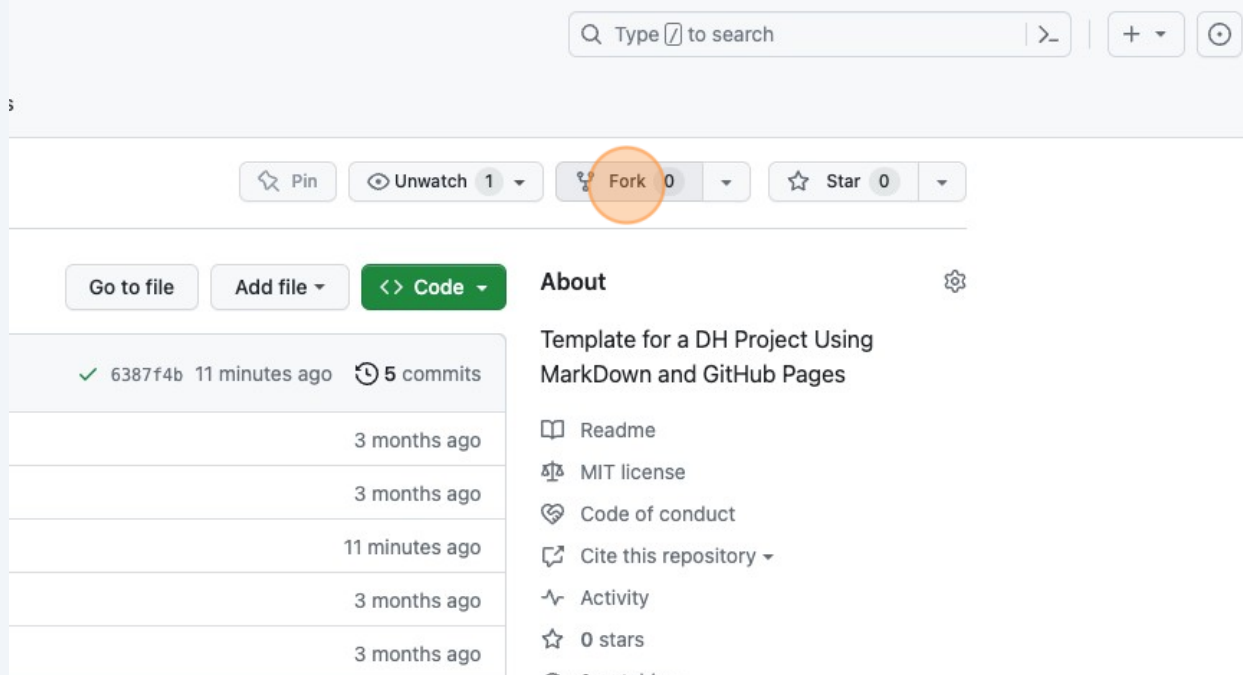 Type / to search
s
Pin
Unwatch 1
Fork 0
Star 0
Go to file
Add file
<> Code
About
Template for a DH Project Using
MarkDown and GitHub Pages
6387f4b 11 minutes ago 5 commits
3 months ago
3 months ago
11 minutes ago
3 months ago
3 months ago
Readme
MIT license
Code of conduct
Cite this repository
Activity
0 stars